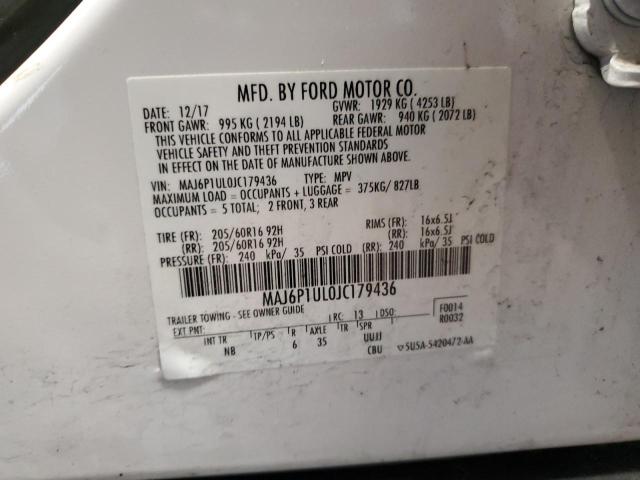 MFD. BY FORD MOTOR CO.
DATE: 12/17 GVWR: 1929 KG ( 4253 LB)
FRONT GAWR: 995 KG ( 2194 LB) REAR GAWR: 940 KG ( 2072 LB)
THIS VEHICLE CONFORMS TO ALL APPLICABLE FEDERAL MOTOR
VEHICLE SAFETY AND THEFT PREVENTION STANDARDS
IN EFFECT ON THE DATE OF MANUFACTURE SHOWN ABOVE.
VIN: MAJ6P1UL0JC179436 TYPE: MPV
MAXIMUM LOAD = OCCUPANTS + LUGGAGE = 375KG/ 827LB
OCCUPANTS = 5 TOTAL; 2 FRONT, 3 REAR
TIRE (FR): 205/60R16 92H RIMS (FR): 16x6.5J
(RR): 205/60R16 92H (RR): 16x6.5J
PRESSURE (FR): 240 kPa/ 35 PSI COLD (RR): 240 kPa/ 35 PSI COLD
MAJ6P1UL0JC179436
TRAILER TOWING - SEE OWNER GUIDE RC: 13 DSO: F0014
EXT PNT: R0032
INT TR TP/PS R AXLE TR SPR UUJJ
NB 6 35 CBU 5U5A-5420472-AA